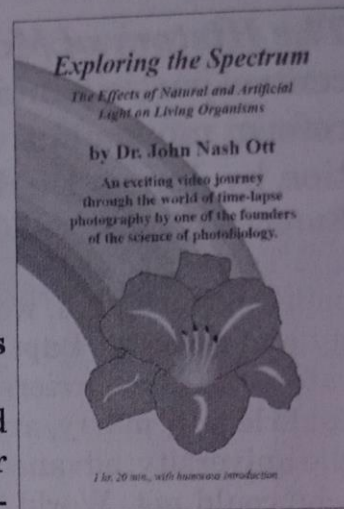 Exploring the Spectrum
The Effects of Natural and Artificial
Light on Living Organisms
by Dr. John Nash Ott
An exciting video journey
through the world of time-lapse
photography by one of the founders
of the science of photobiology.
1 hr. 20 min., with humorous introduction
s
d
r
-